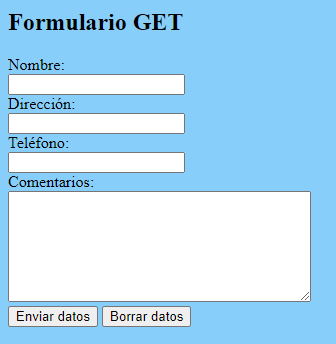 Formulario GET
Nombre:
Dirección:
Teléfono:
Comentarios:
Enviar datos Borrar datos